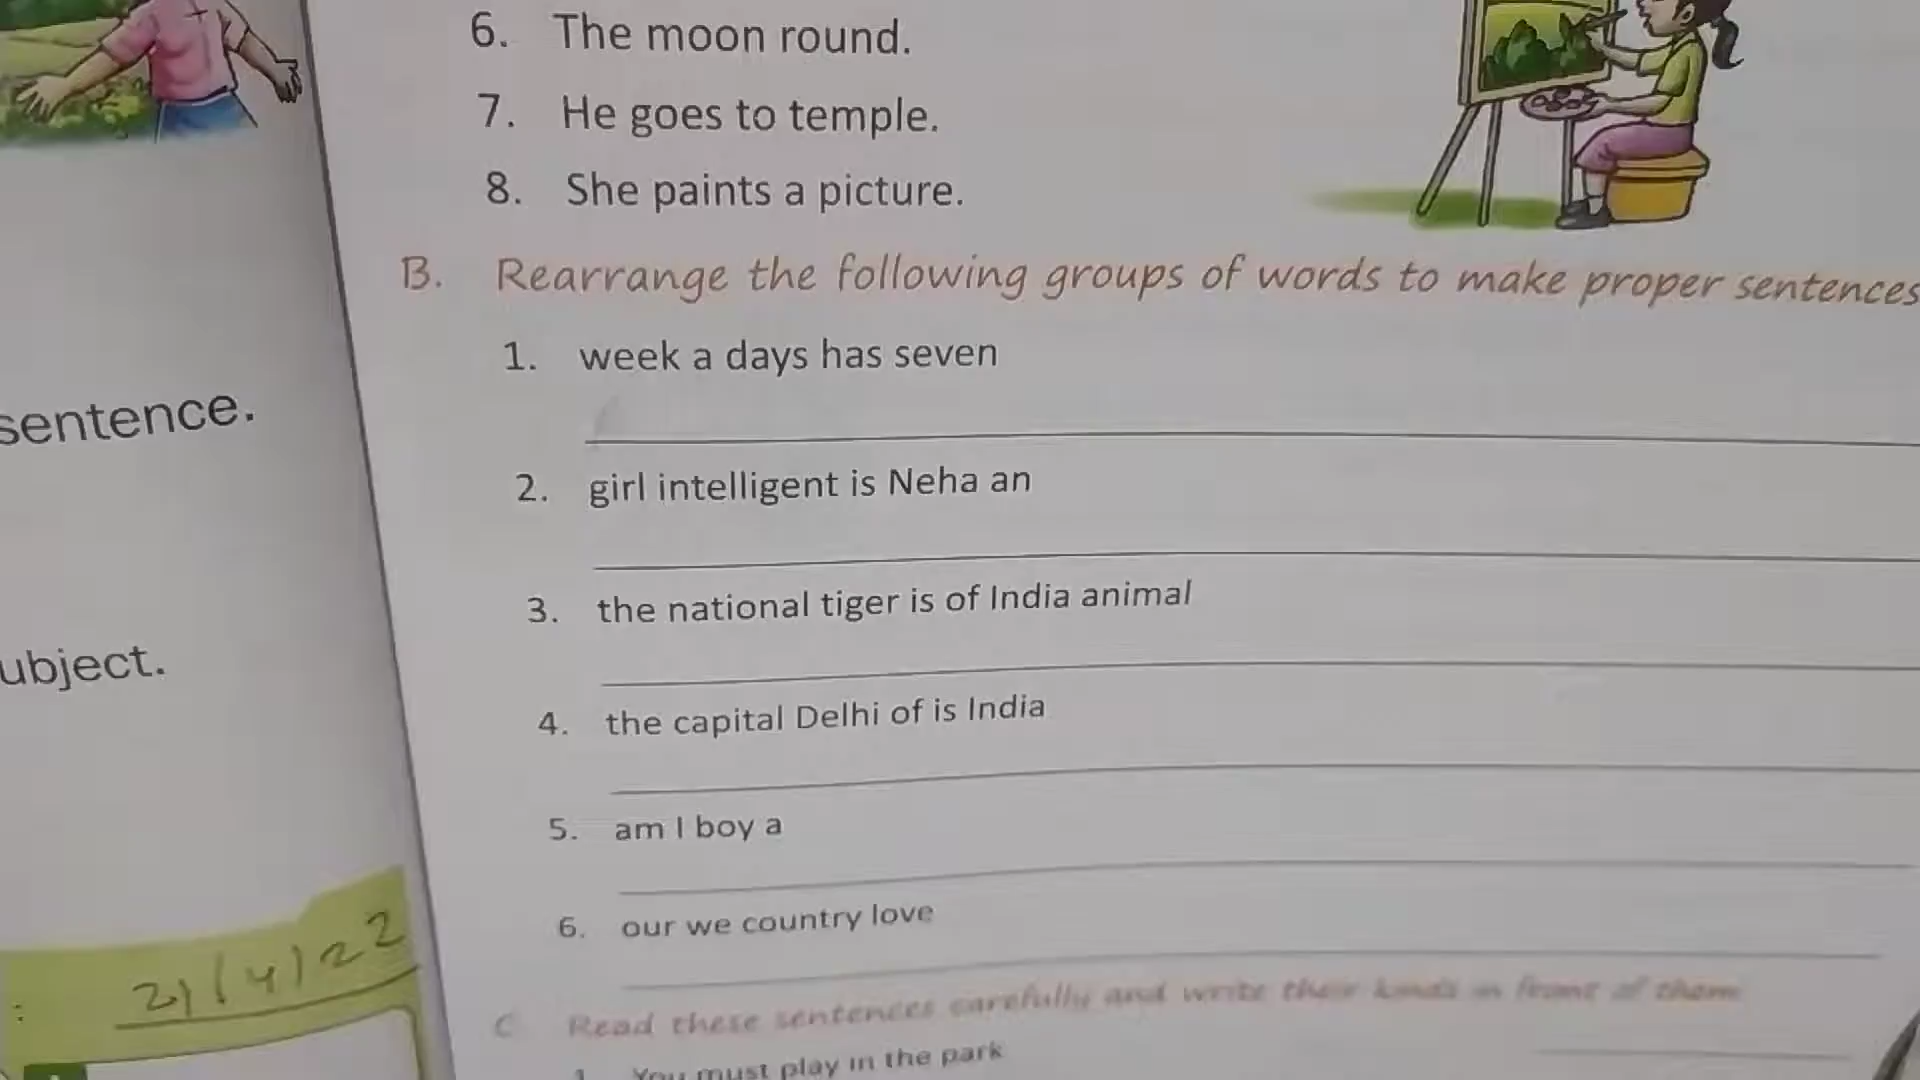 6. The moon round.
7. He goes to temple.
8. She paints a picture.
B. Rearrange the following groups of words to make proper sentences
1. week a days has seven
sentence.
2. girl intelligent is Neha an
3. the national tiger is of India animal
ubject.
4. the capital Delhi of is India
5. am I boy a
6. our we country love
: 21/4/22
C Read these sentences carefully and write their kinds in front of them
1 You must play in the park